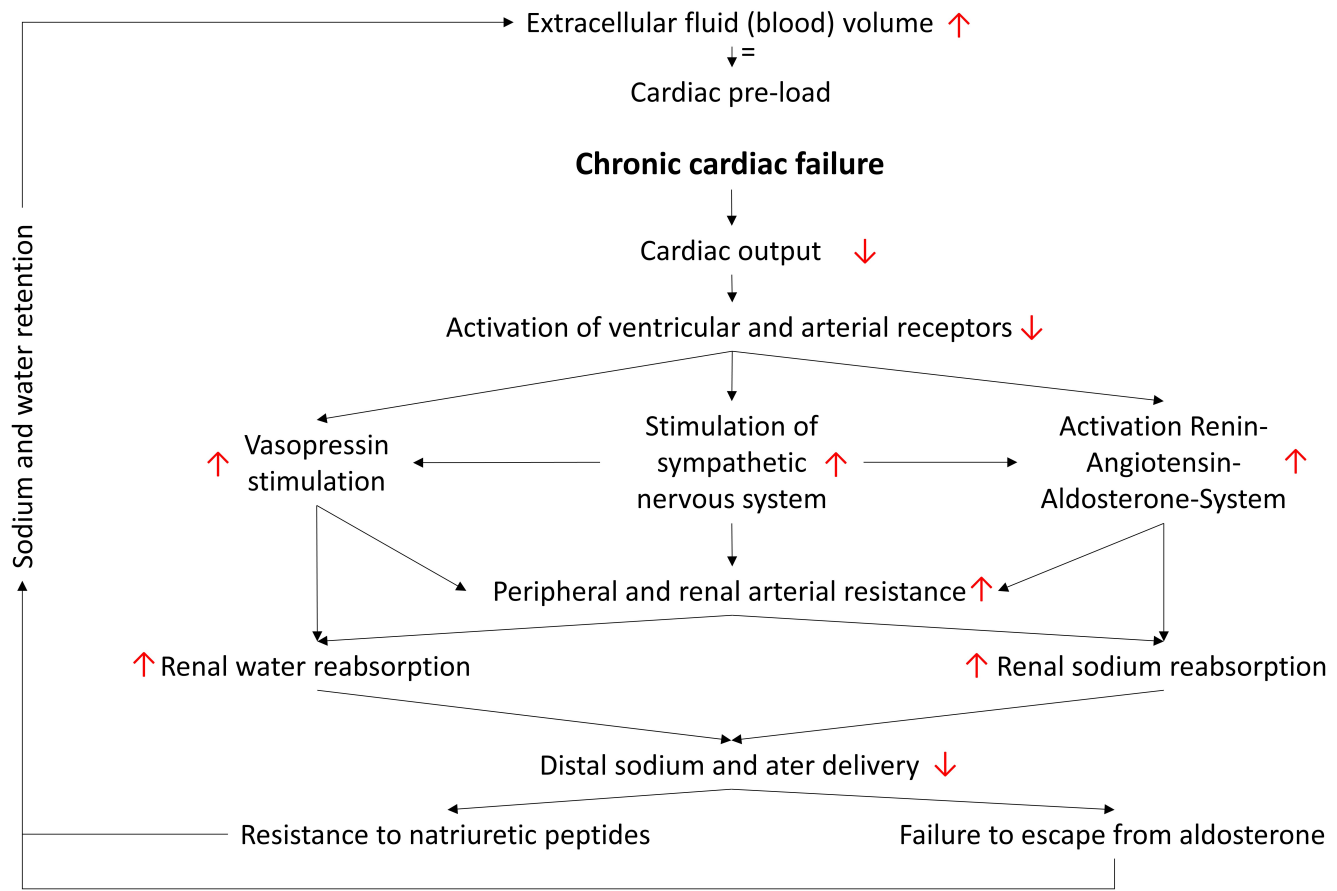 Extracellular fluid (blood) volume ↑
=
Cardiac pre-load
Chronic cardiac failure
Cardiac output ↓
Activation of ventricular and arterial receptors ↓
↑ Vasopressin
stimulation
Stimulation of
sympathetic ↑
nervous system
Activation Renin-
Angiotensin- ↑
Aldosterone-System
Peripheral and renal arterial resistance ↑
↑ Renal water reabsorption
↑ Renal sodium reabsorption
Distal sodium and ater delivery ↓
Resistance to natriuretic peptides
Failure to escape from aldosterone
Sodium and water retention